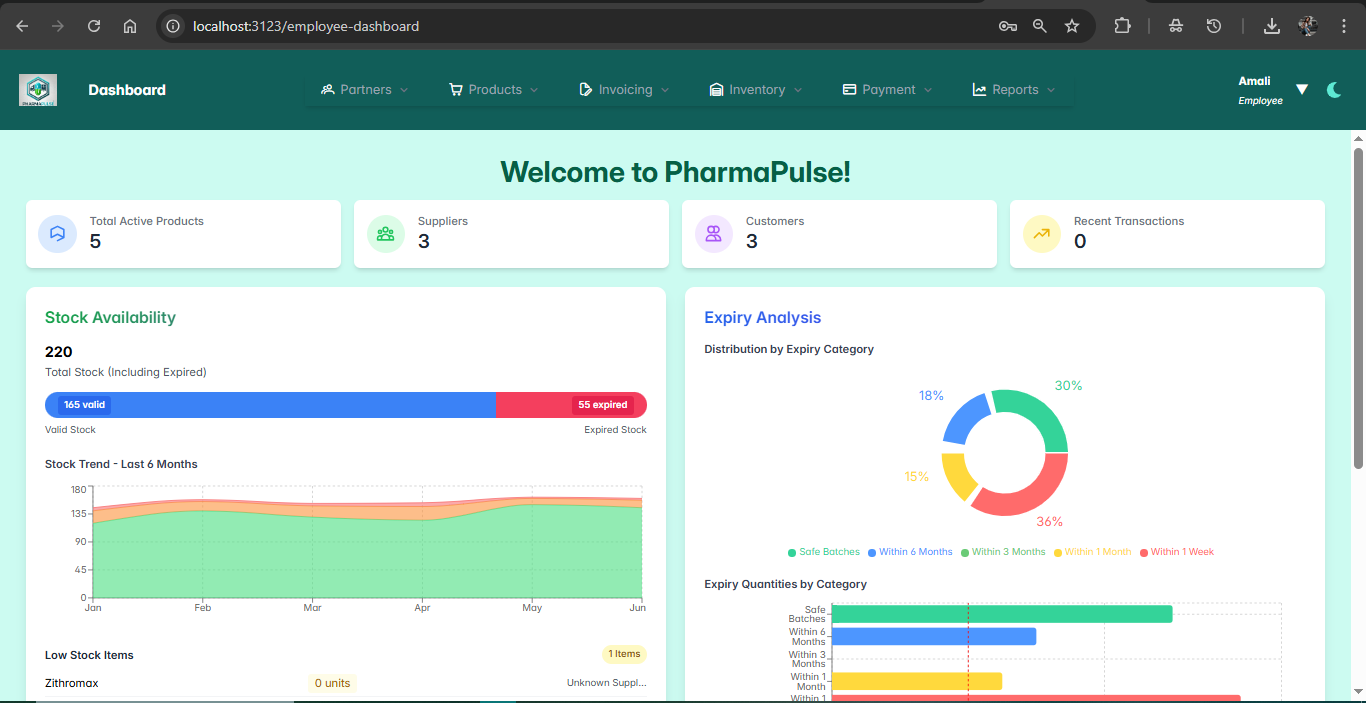 localhost:3123/employee-dashboard
PHARMAPULSE
Dashboard
Partners
Products
Invoicing
Inventory
Payment
Reports
Amali
Employee
Welcome to PharmaPulse!
Total Active Products
5
Suppliers
3
Customers
3
Recent Transactions
0
Stock Availability
220
Total Stock (Including Expired)
165 valid
55 expired
Valid Stock
Expired Stock
Stock Trend - Last 6 Months
180
135
90
45
0
Jan
Feb
Mar
Apr
May
Jun
Low Stock Items
1 Items
Zithromax
0 units
Unknown Suppl...
Expiry Analysis
Distribution by Expiry Category
30%
18%
15%
36%
Safe Batches
Within 6 Months
Within 3 Months
Within 1 Month
Within 1 Week
Expiry Quantities by Category
Safe
Batches
Within 6
Months
Within 3
Months
Within 1
Month
Within 1